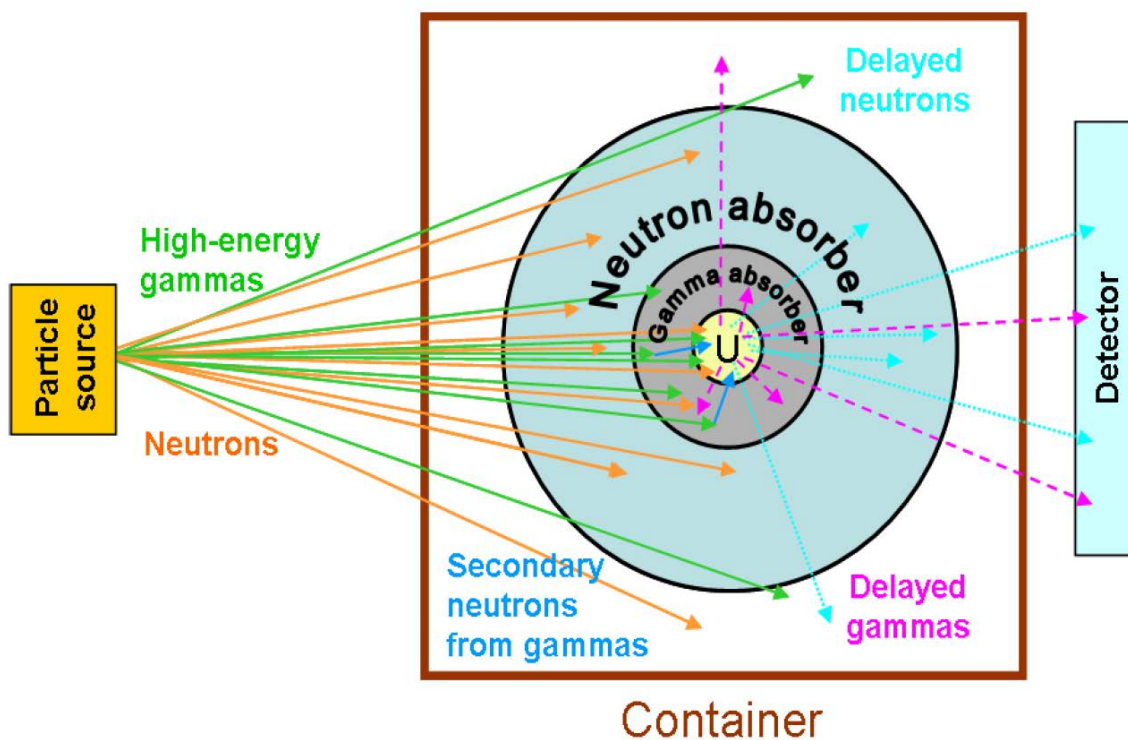 Delayed
neutrons
High-energy
gammas
Neutron absorber
Gamma absorber
U
Particle
source
Detector
Neutrons
Secondary
neutrons
from gammas
Delayed
gammas
Container